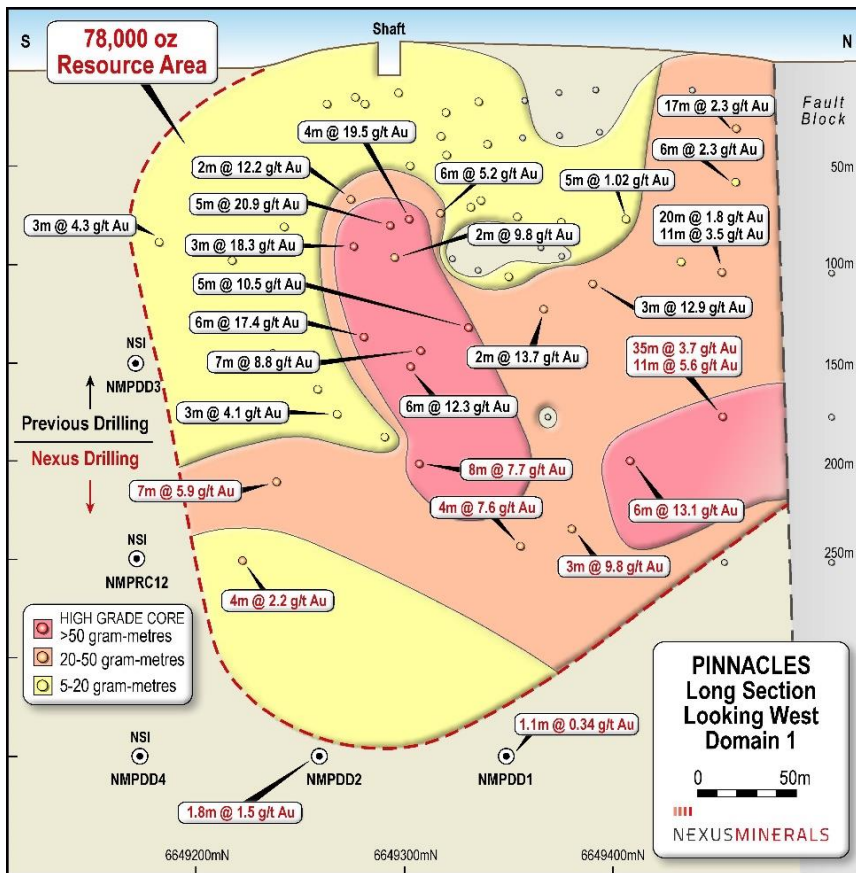 S
Shaft
N
78,000 oz
Resource Area
Fault
Block
17m @ 2.3 g/t Au
4m @ 19.5 g/t Au
6m @ 2.3 g/t Au
50m
2m @ 12.2 g/t Au
6m @ 5.2 g/t Au
5m @ 1.02 g/t Au
5m @ 20.9 g/t Au
3m @ 4.3 g/t Au
20m @ 1.8 g/t Au
11m @ 3.5 g/t Au
2m @ 9.8 g/t Au
3m @ 18.3 g/t Au
100m
5m @ 10.5 g/t Au
3m @ 12.9 g/t Au
6m @ 17.4 g/t Au
35m @ 3.7 g/t Au
11m @ 5.6 g/t Au
NSI
NMPDD3
7m @ 8.8 g/t Au
2m @ 13.7 g/t Au
150m
Previous Drilling
3m @ 4.1 g/t Au
6m @ 12.3 g/t Au
Nexus Drilling
200m
8m @ 7.7 g/t Au
7m @ 5.9 g/t Au
4m @ 7.6 g/t Au
6m @ 13.1 g/t Au
NSI
NMPRC12
250m
3m @ 9.8 g/t Au
4m @ 2.2 g/t Au
HIGH GRADE CORE
>50 gram-metres
20-50 gram-metres
5-20 gram-metres
PINNACLES
Long Section
Looking West
Domain 1
0 50m
NEXUSMINERALS
1.1m @ 0.34 g/t Au
NSI
NMPDD4
NMPDD2
NMPDD1
1.8m @ 1.5 g/t Au
6649200mN
6649300mN
6649400mN